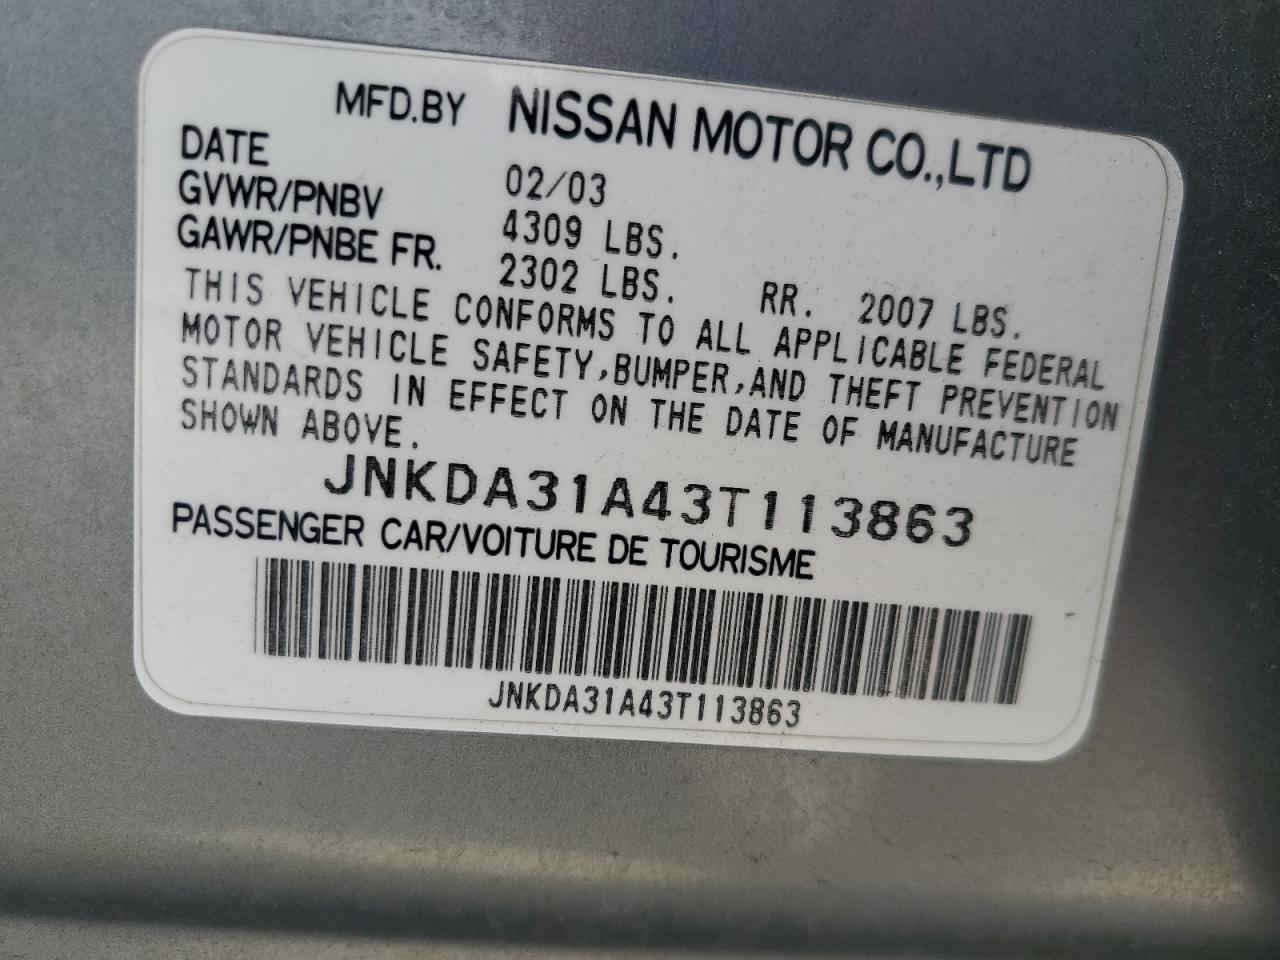 MFD.BY NISSAN MOTOR CO.,LTD
DATE 02/03
GVWR/PNBV 4309 LBS.
GAWR/PNBE FR. 2302 LBS. RR. 2007 LBS.
THIS VEHICLE CONFORMS TO ALL APPLICABLE FEDERAL
MOTOR VEHICLE SAFETY,BUMPER,AND THEFT PREVENTION
STANDARDS IN EFFECT ON THE DATE OF MANUFACTURE
SHOWN ABOVE.
JNKDA31A43T113863
PASSENGER CAR/VOITURE DE TOURISME
JNKDA31A43T113863